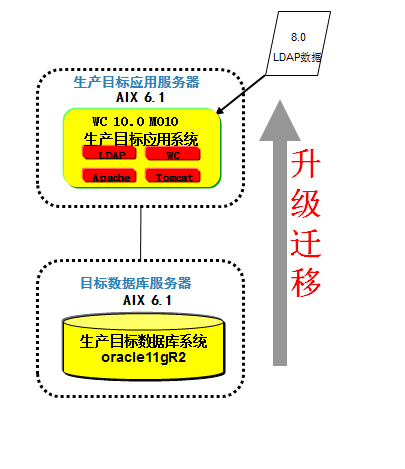 8.0
LDAP数据
生产目标应用服务器
AIX 6.1
WC 10.0 M010
生产目标应用系统
LDAP WC
Apache Tomcat
升级迁移
目标数据库服务器
AIX 6.1
生产目标数据库系统
oracle11gR2